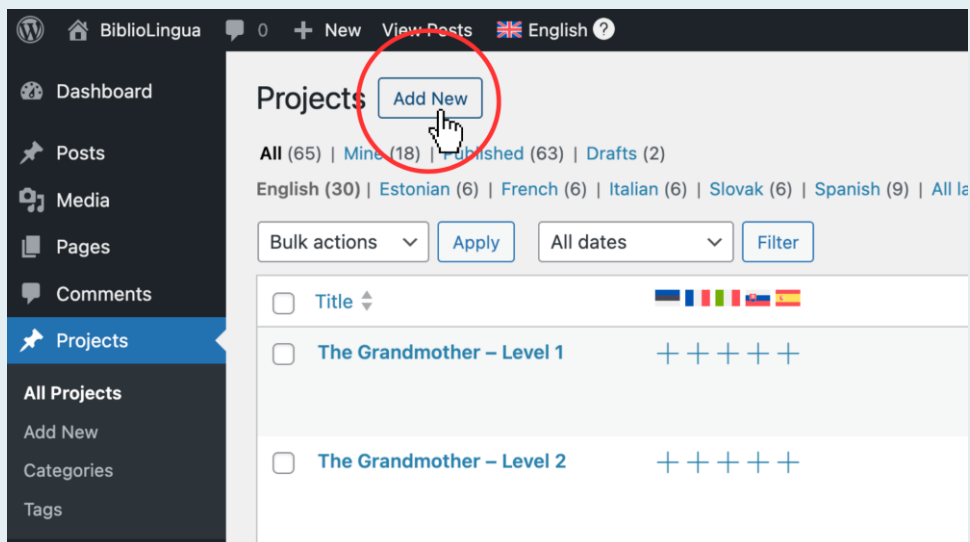 BiblioLingua 0 New View Posts English ?
Dashboard
Posts
Media
Pages
Comments
Projects
All Projects
Add New
Categories
Tags
Projects Add New
All (65) | Mine (18) | Published (63) | Drafts (2)
English (30) | Estonian (6) | French (6) | Italian (6) | Slovak (6) | Spanish (9) | All la
Bulk actions Apply All dates Filter
Title
The Grandmother – Level 1
The Grandmother – Level 2